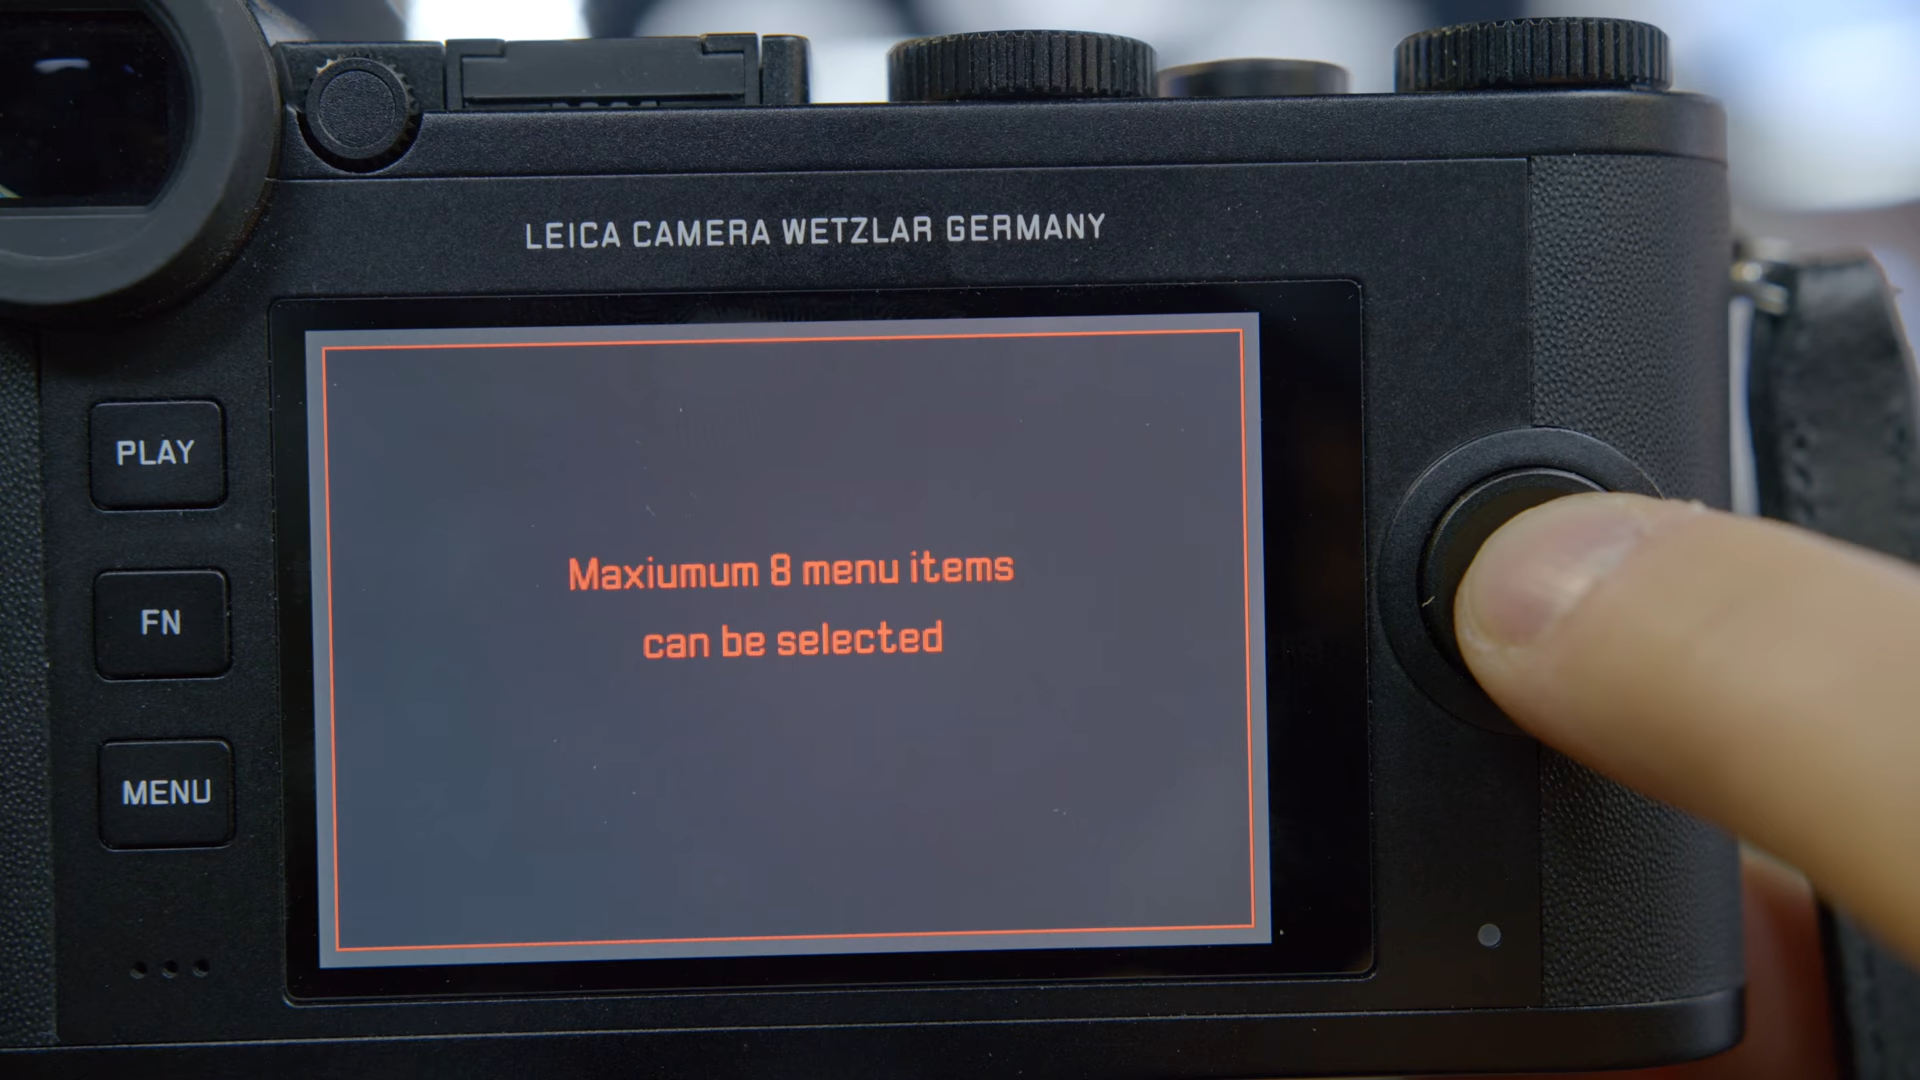 LEICA CAMERA WETZLAR GERMANY
PLAY
FN
MENU
Maxiumum 8 menu items
can be selected